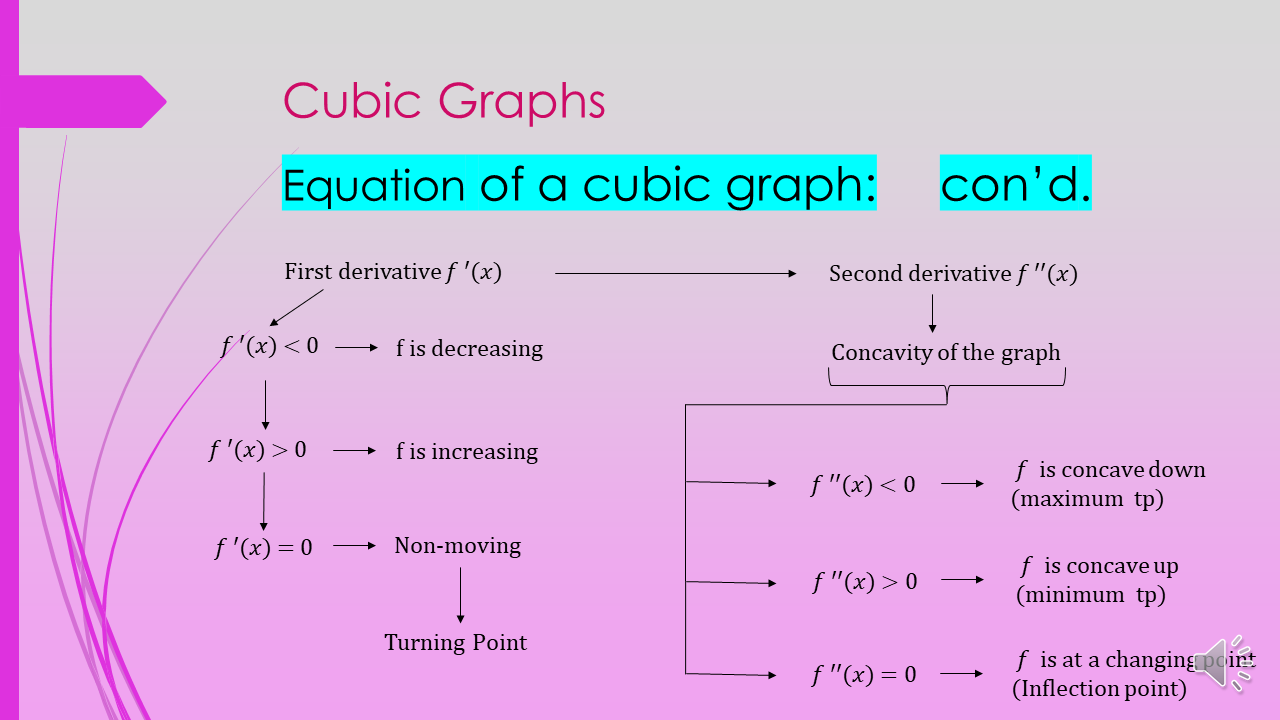 Cubic Graphs
Equation of a cubic graph: con’d.
First derivative f ′(x)
Second derivative f ′′(x)
f ′(x) < 0
f is decreasing
Concavity of the graph
f ′(x) > 0
f is increasing
f ′′(x) < 0
f is concave down
(maximum tp)
f ′(x) = 0
Non-moving
f ′′(x) > 0
f is concave up
(minimum tp)
Turning Point
f ′′(x) = 0
f is at a changing point
(Inflection point)